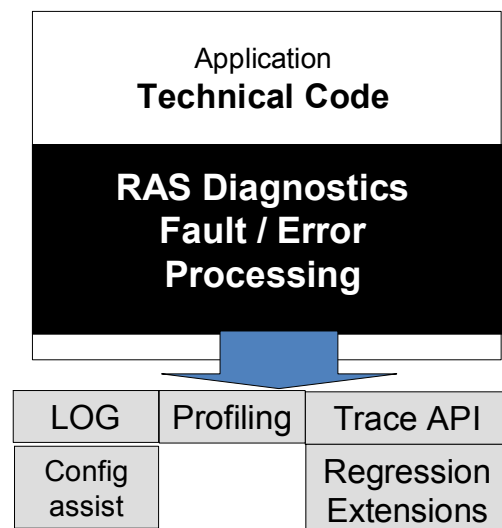 Application
Technical Code
RAS Diagnostics
Fault / Error
Processing
LOG
Profiling
Trace API
Config
assist
Regression
Extensions